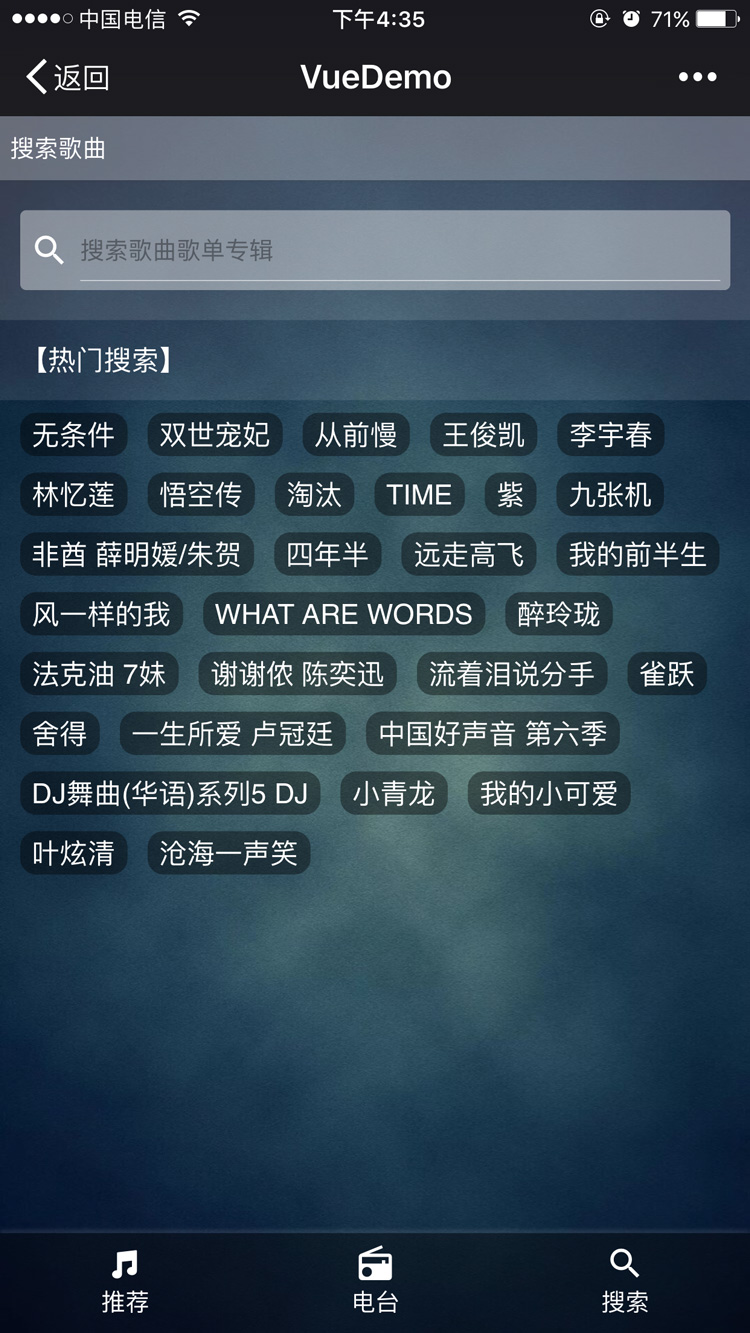 中国电信 下午4:35 71%
返回 VueDemo
搜索歌曲
搜索歌曲歌单专辑
【热门搜索】
无条件 双世宠妃 从前慢 王俊凯 李宇春
林忆莲 悟空传 淘汰 TIME 紫 九张机
非酋 薛明媛/朱贺 四年半 远走高飞 我的前半生
风一样的我 WHAT ARE WORDS 醉玲珑
法克油 7妹 谢谢侬 陈奕迅 流着泪说分手 雀跃
舍得 一生所爱 卢冠廷 中国好声音 第六季
DJ舞曲(华语)系列5 DJ 小青龙 我的小可爱
叶炫清 沧海一声笑
推荐 电台 搜索